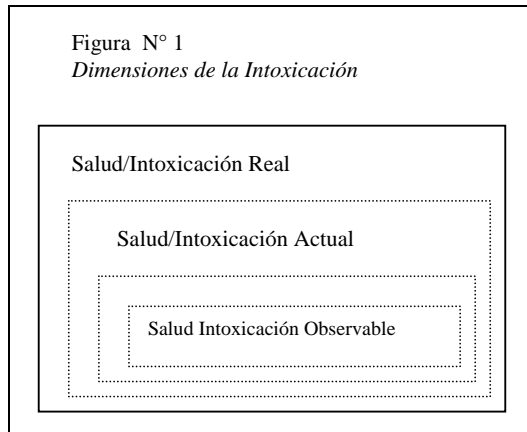 Figura N° 1
Dimensiones de la Intoxicación
Salud/Intoxicación Real
Salud/Intoxicación Actual
Salud Intoxicación Observable